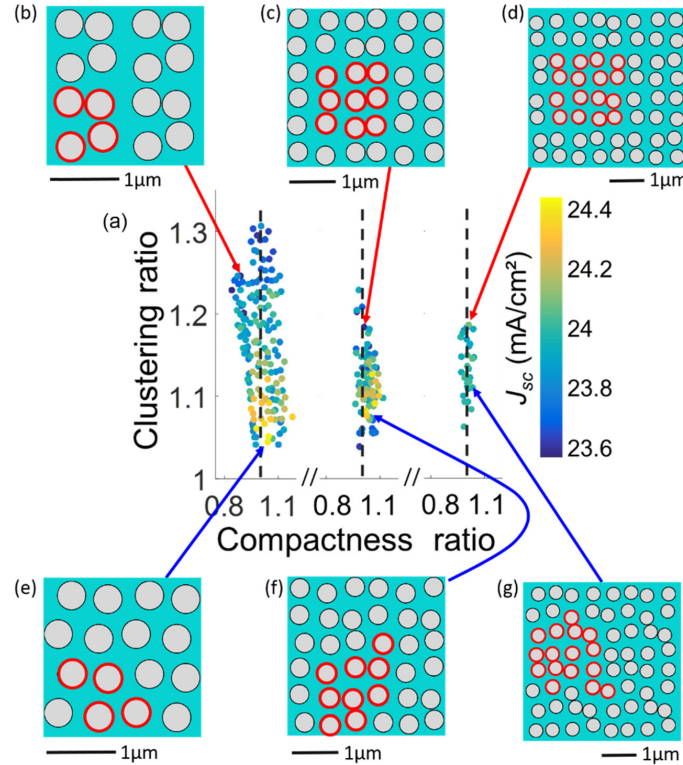 (b)
(c)
(d)
1μm
1μm
1μm
(a)
Clustering ratio
1.3
1.2
1.1
1
0.8 1.1 // 0.8 1.1 // 0.8 1.1
Compactness ratio
24.4
24.2
24
23.8
23.6
Jsc (mA/cm²)
(e)
(f)
(g)
1μm
1μm
1μm